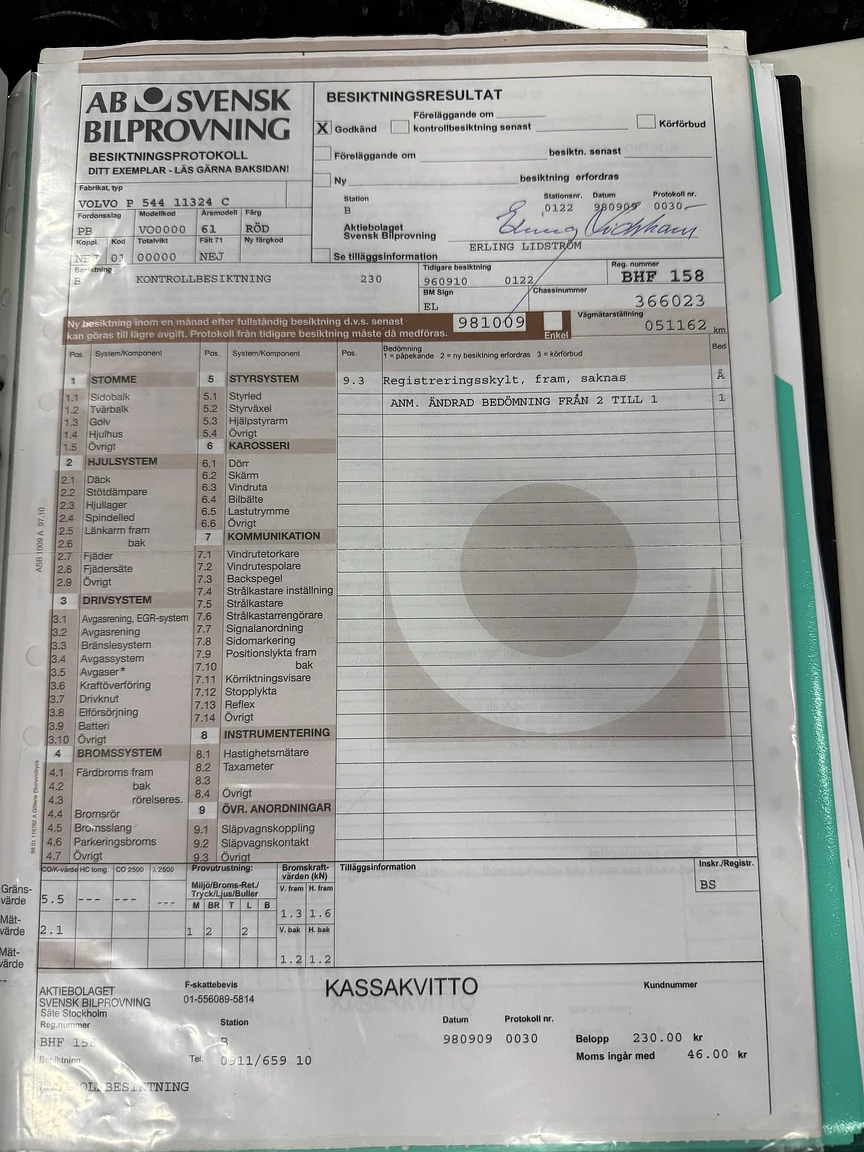 AB SVENSK
BILPROVNING
BESIKTNINGSPROTOKOLL
DITT EXEMPLAR - LÄS GÄRNA BAKSIDAN!
BESIKTNINGSRESULTAT
X Godkänd
Föreläggande om
kontrollbesiktning senast
Körförbud
Föreläggande om besiktn. senast
Ny besiktning erfordras
Station Stationsnr. Datum Protokoll nr.
B 0122 980909 0030
Aktiebolaget
Svensk Bilprovning
ERLING LIDSTRÖM
Se tilläggsinformation
Fabrikat, typ
VOLVO P 544 11324 C
Fordonsslag Modellkod Årsmodell Färg
PB VO0000 61 RÖD
Koppl. Kod Totalvikt Fält 71 Ny färgkod
NEJ 01 00000 NEJ
Besiktning
B KONTROLLBESIKTNING 230
Tidigare besiktning
960910 0122
Reg. nummer
BHF 158
BM Sign
EL
Chassinummer
366023
Ny besiktning inom en månad efter fullständig besiktning d.v.s. senast
kan göras till lägre avgift. Protokoll från tidigare besiktning måste då medföras.
981009
Enkel
Vägmätarställning
051162 km
Pos. System/Komponent Pos. System/Komponent Pos. Bedömning Bed
1 = påpekande 2 = ny besiktning erfordras 3 = körförbud
9.3 Registreringsskylt, fram, saknas Ä
ANM. ÄNDRAD BEDÖMNING FRÅN 2 TILL 1 1
1 STOMME
1.1 Sidobalk
1.2 Tvärbalk
1.3 Golv
1.4 Hjulhus
1.5 Övrigt
2 HJULSYSTEM
2.1 Däck
2.2 Stötdämpare
2.3 Hjullager
2.4 Spindelled
2.5 Länkarm fram
2.6 bak
2.7 Fjäder
2.8 Fjädersäte
2.9 Övrigt
3 DRIVSYSTEM
3.1 Avgasrening, EGR-system
3.2 Avgasrening
3.3 Bränslesystem
3.4 Avgassystem
3.5 Avgaser*
3.6 Kraftöverföring
3.7 Drivknut
3.8 Elförsörjning
3.9 Batteri
3.10 Övrigt
4 BROMSSYSTEM
4.1 Färdbroms fram
4.2 bak
4.3 rörelseres.
4.4 Bromsrör
4.5 Bromsslang
4.6 Parkeringsbroms
4.7 Övrigt
5 STYRSYSTEM
5.1 Styrled
5.2 Styrväxel
5.3 Hjälpstyrarm
5.4 Övrigt
6 KAROSSERI
6.1 Dörr
6.2 Skärm
6.3 Vindruta
6.4 Bilbälte
6.5 Lastutrymme
6.6 Övrigt
7 KOMMUNIKATION
7.1 Vindrutetorkare
7.2 Vindrutespolare
7.3 Backspegel
7.4 Strålkastare inställning
7.5 Strålkastare
7.6 Strålkastarrengörare
7.7 Signalanordning
7.8 Sidomarkering
7.9 Positionslykta fram
7.10 bak
7.11 Körriktningsvisare
7.12 Stopplykta
7.13 Reflex
7.14 Övrigt
8 INSTRUMENTERING
8.1 Hastighetsmätare
8.2 Taxameter
8.3
8.4 Övrigt
9 ÖVR. ANORDNINGAR
9.1 Släpvagnskoppling
9.2 Släpvagnskontakt
9.3 Övrigt
ASB 1009 A 97.10
CO/K-värde HC tomg. CO 2500 λ 2500
Gräns-
värde
5.5 --- --- ---
Mät-
värde
2.1
Mät-
värde
Provutrustning:
Miljö/Broms-Ret./
Tryck/Ljus/Buller
M BR T L B
1 2 2
Bromskraft-
värden (kN)
V. fram H. fram
1.3 1.6
V. bak H. bak
1.2 1.2
Tilläggsinformation
Inskr./Registr.
BS
AKTIEBOLAGET
SVENSK BILPROVNING
Säte Stockholm
F-skattebevis
01-556089-5814
KASSAKVITTO
Kundnummer
Reg.nummer
BHF 158
Station
B
Datum Protokoll nr.
980909 0030
Belopp 230.00 kr
Moms ingår med 46.00 kr
Besiktning
Tel. 0911/659 10
BESIKTNING